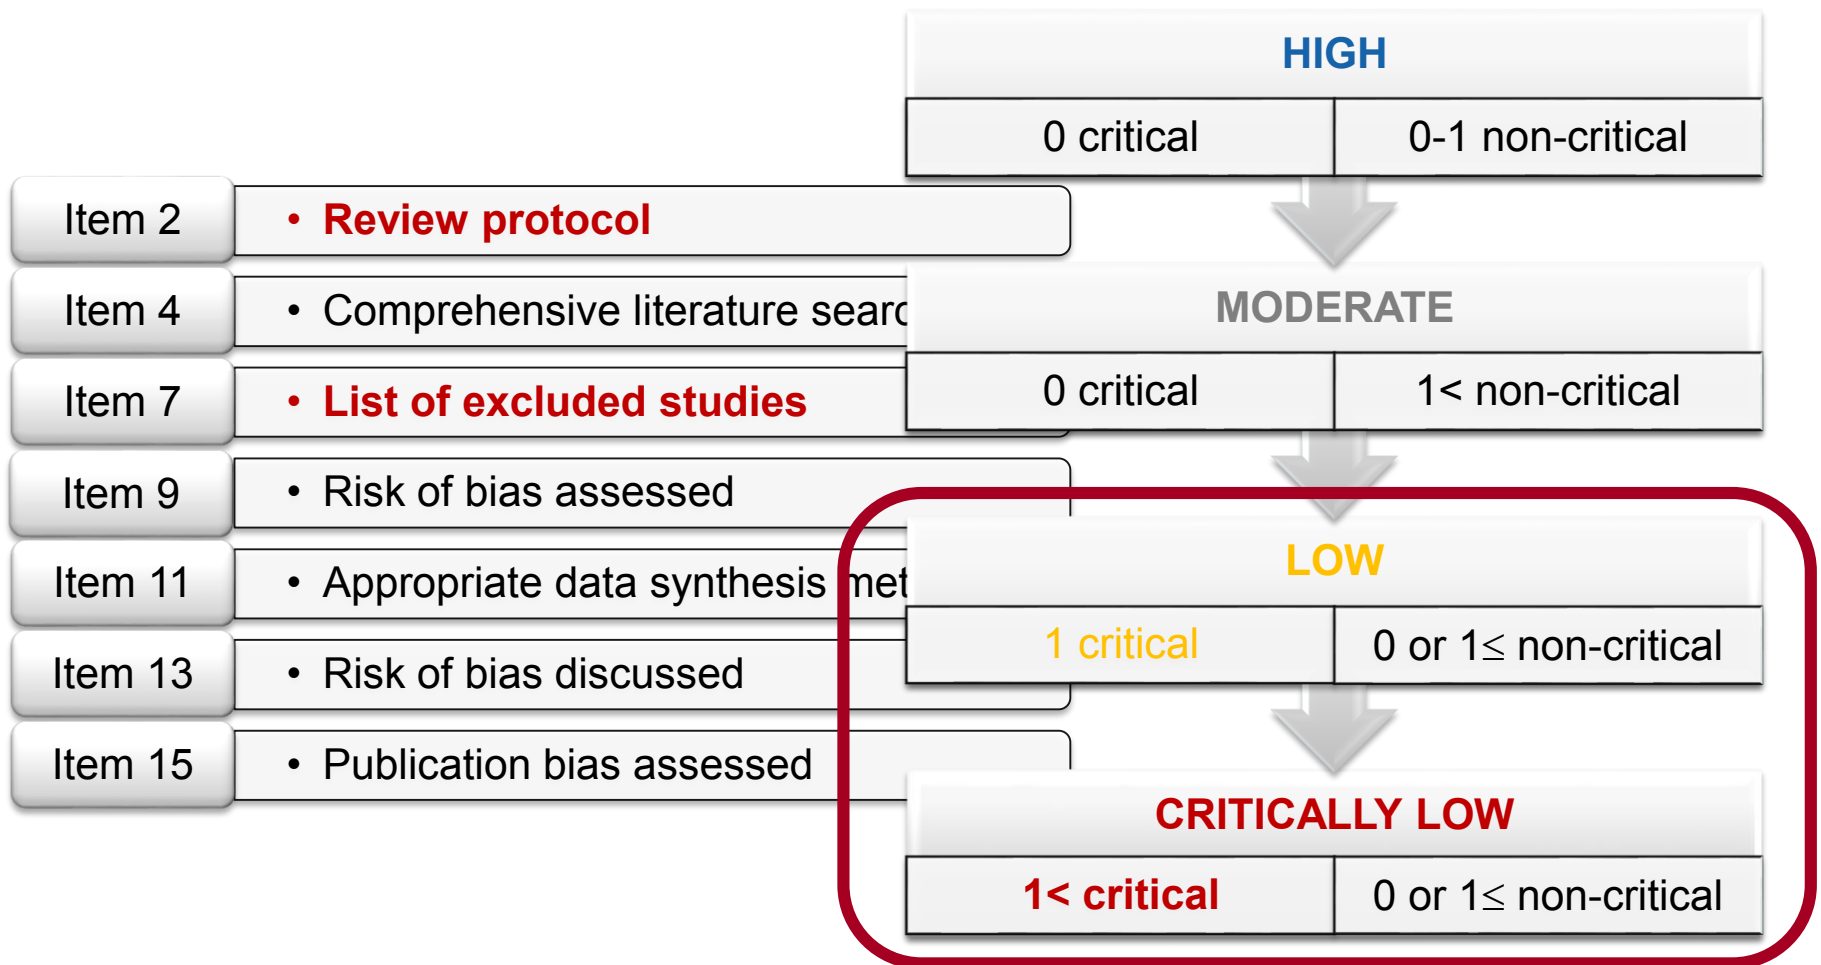 Item 2
• Review protocol
Item 4
• Comprehensive literature searc
Item 7
• List of excluded studies
Item 9
• Risk of bias assessed
Item 11
• Appropriate data synthesis met
Item 13
• Risk of bias discussed
Item 15
• Publication bias assessed
HIGH
0 critical
0-1 non-critical
MODERATE
0 critical
1< non-critical
LOW
1 critical
0 or 1≤ non-critical
CRITICALLY LOW
1< critical
0 or 1≤ non-critical